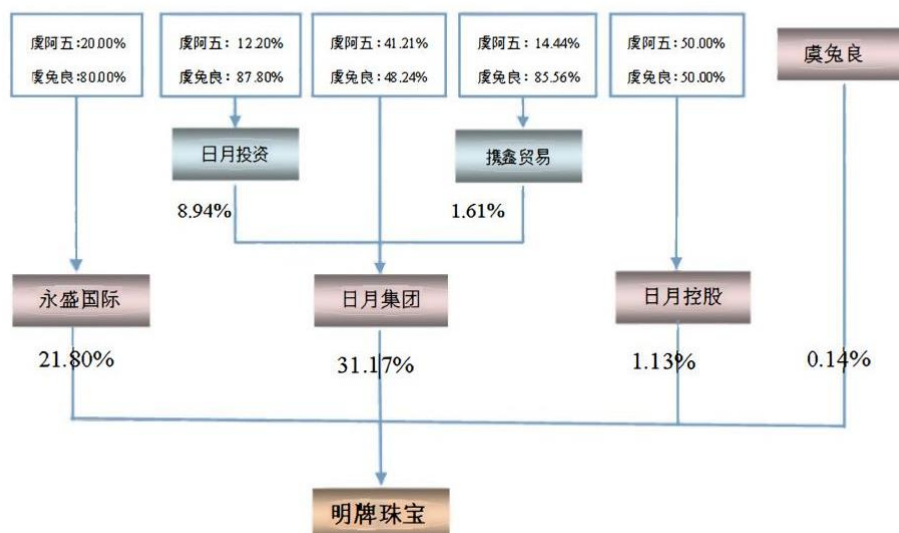 虞阿五:20.00%
虞兔良:80.00%
虞阿五: 12.20%
虞兔良: 87.80%
虞阿五:41.21%
虞兔良:48.24%
虞阿五: 14.44%
虞兔良: 85.56%
虞阿五:50.00%
虞兔良:50.00%
虞兔良
日月投资
携鑫贸易
8.94%
1.61%
永盛国际
日月集团
日月控股
21.80%
31.17%
1.13%
0.14%
明牌珠宝